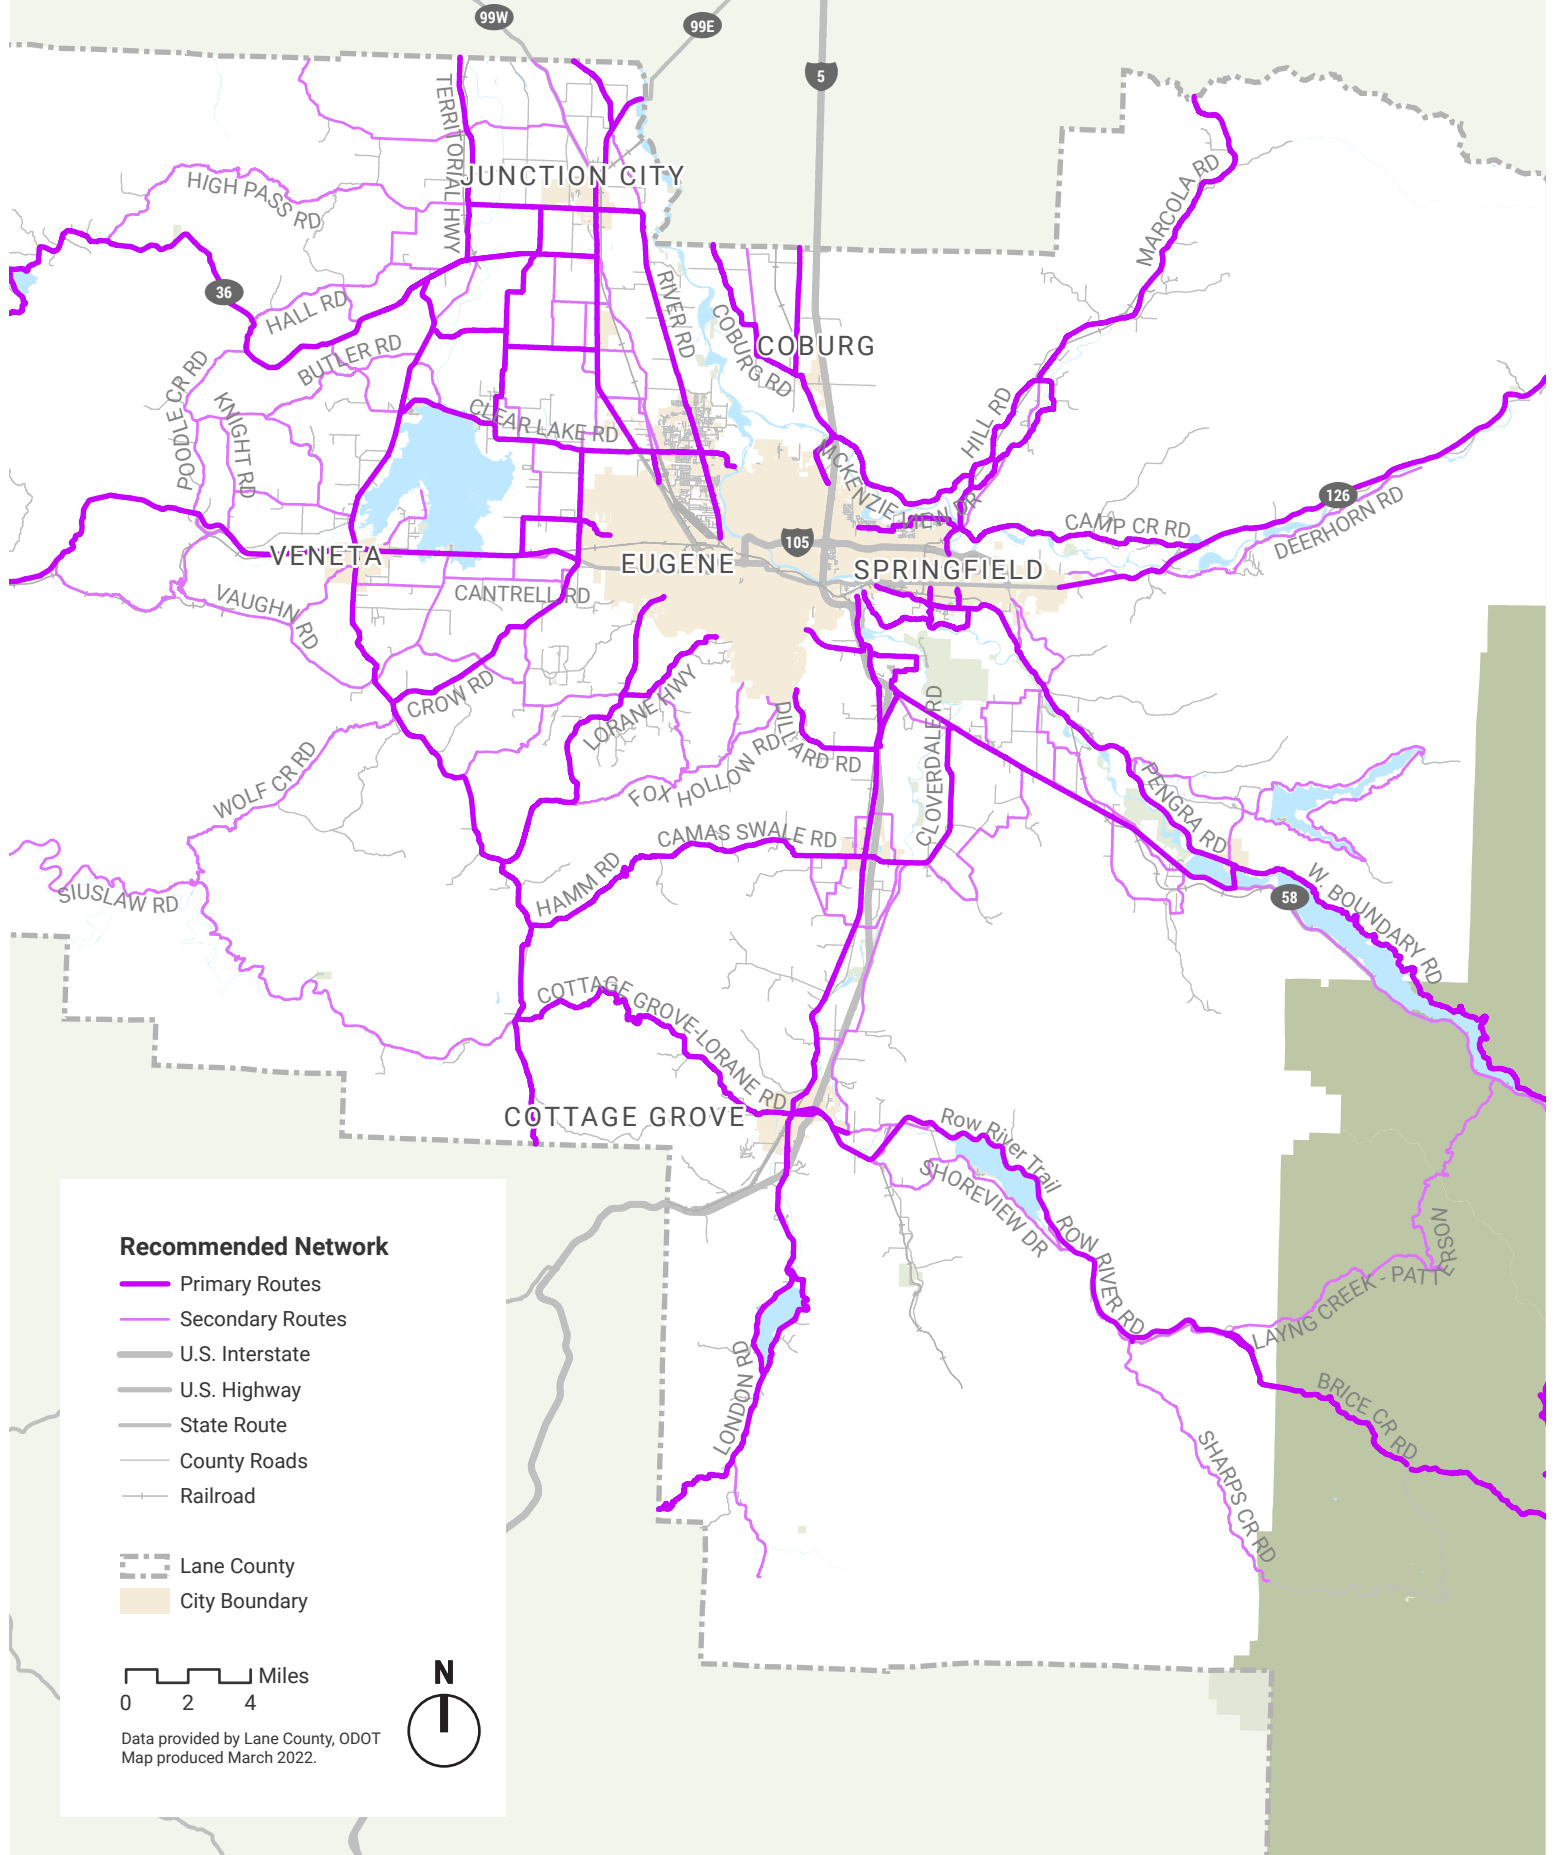 99W
99E
5
TERRITORIAL HWY
JUNCTION CITY
MARCOLA RD
HIGH PASS RD
36
HALL RD
RIVER RD
COBURG RD
COBURG
BUTLER RD
POODLE CR RD
KNIGHT RD
CLEAR LAKE RD
HILL RD
MCKENZIE VIEW DR
126
CAMP CR RD
DEERHORN RD
105
VENETA
EUGENE
SPRINGFIELD
CANTRELL RD
VAUGHN RD
CROW RD
LORANE HWY
DILLARD RD
CLOVERDALE RD
WOLF CR RD
FOX HOLLOW RD
PENGRA RD
CAMAS SWALE RD
HAMM RD
SIUSLAW RD
58
W. BOUNDARY RD
COTTAGE GROVE-LORANE RD
COTTAGE GROVE
Row River Trail
SHOREVIEW DR
ROW RIVER RD
LAYNG CREEK - PATTERSON
LONDON RD
BRICE CR RD
SHARPS CR RD
Recommended Network
Primary Routes
Secondary Routes
U.S. Interstate
U.S. Highway
State Route
County Roads
Railroad
Lane County
City Boundary
Miles
0 2 4
N
Data provided by Lane County, ODOT
Map produced March 2022.